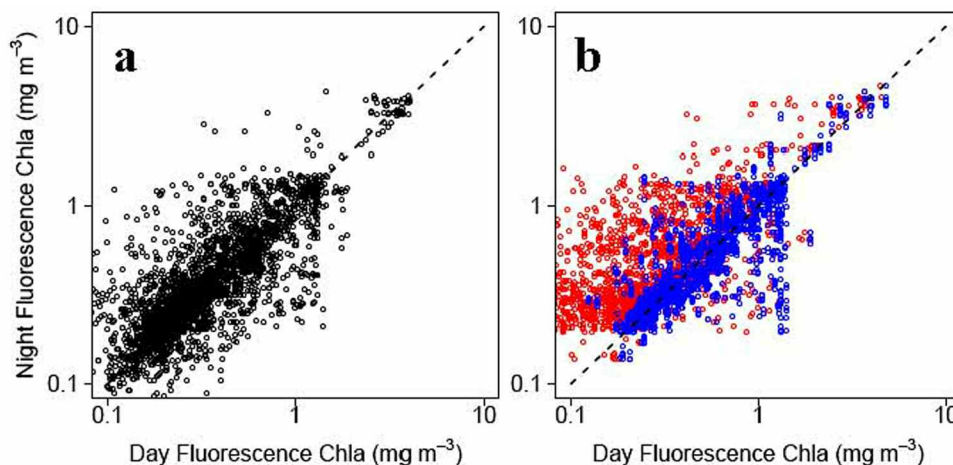 a
b
Night Fluorescence Chla (mg m⁻³)
10
1
0.1
10
1
0.1
0.1 1 10
0.1 1 10
Day Fluorescence Chla (mg m⁻³)
Day Fluorescence Chla (mg m⁻³)